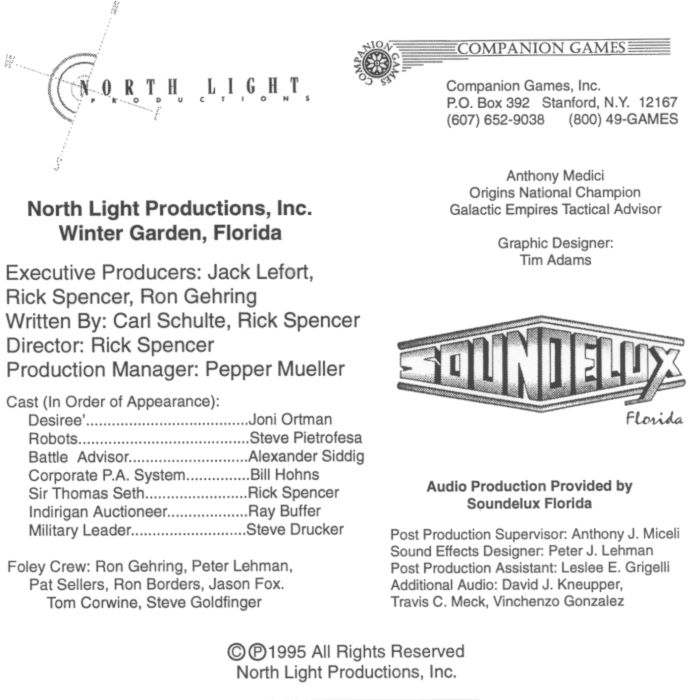 N
E
S
NORTH LIGHT
PRODUCTIONS
North Light Productions, Inc.
Winter Garden, Florida
Executive Producers: Jack Lefort,
Rick Spencer, Ron Gehring
Written By: Carl Schulte, Rick Spencer
Director: Rick Spencer
Production Manager: Pepper Mueller
Cast (In Order of Appearance):
Desiree'.......................................Joni Ortman
Robots.........................................Steve Pietrofesa
Battle Advisor............................Alexander Siddig
Corporate P.A. System...............Bill Hohns
Sir Thomas Seth.........................Rick Spencer
Indirigan Auctioneer...................Ray Buffer
Military Leader............................Steve Drucker
Foley Crew: Ron Gehring, Peter Lehman,
Pat Sellers, Ron Borders, Jason Fox.
Tom Corwine, Steve Goldfinger
COMPANION GAMES
COMPANION GAMES
Companion Games, Inc.
P.O. Box 392 Stanford, N.Y. 12167
(607) 652-9038 (800) 49-GAMES
Anthony Medici
Origins National Champion
Galactic Empires Tactical Advisor
Graphic Designer:
Tim Adams
SOUNDELUX
Florida
Audio Production Provided by
Soundelux Florida
Post Production Supervisor: Anthony J. Miceli
Sound Effects Designer: Peter J. Lehman
Post Production Assistant: Leslee E. Grigelli
Additional Audio: David J. Kneupper,
Travis C. Meck, Vinchenzo Gonzalez
©℗1995 All Rights Reserved
North Light Productions, Inc.